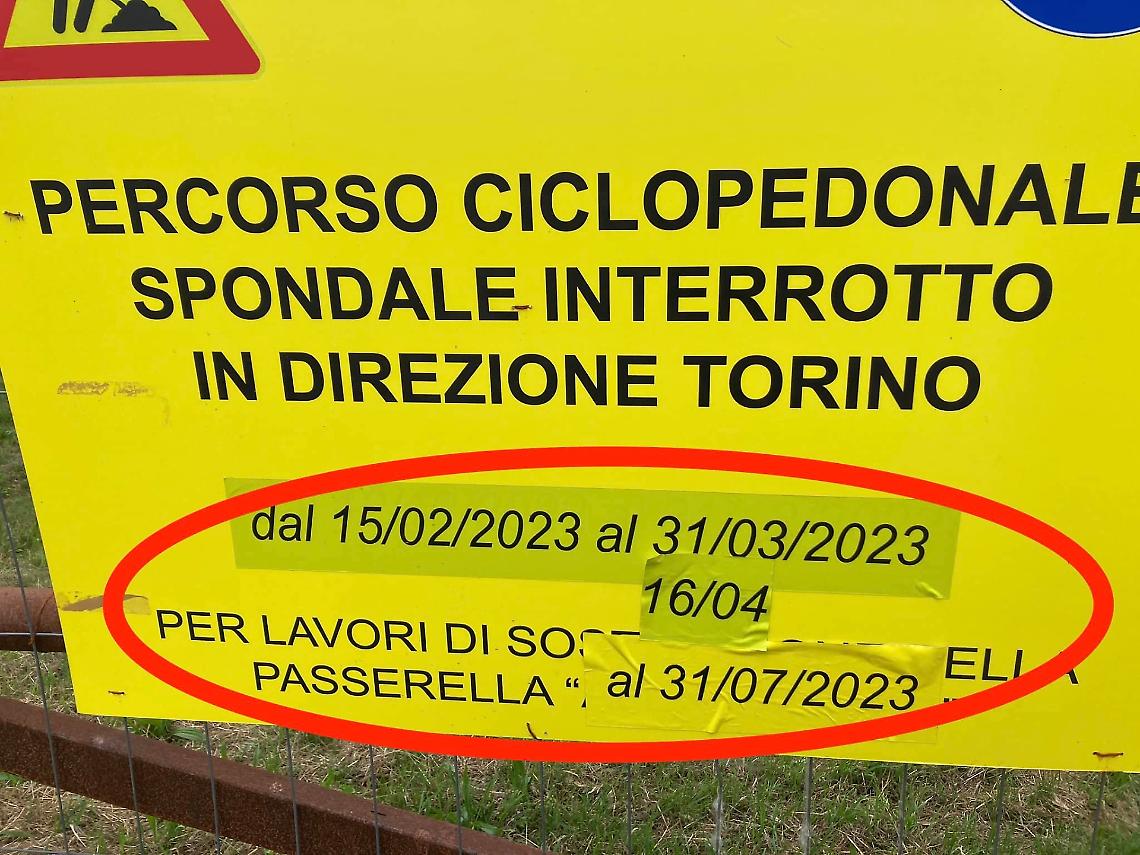 PERCORSO CICLOPEDONALE
SPONDALE INTERROTTO
IN DIREZIONE TORINO
dal 15/02/2023 al 31/03/2023
16/04
PER LAVORI DI
PASSERELLA “
al 31/07/2023